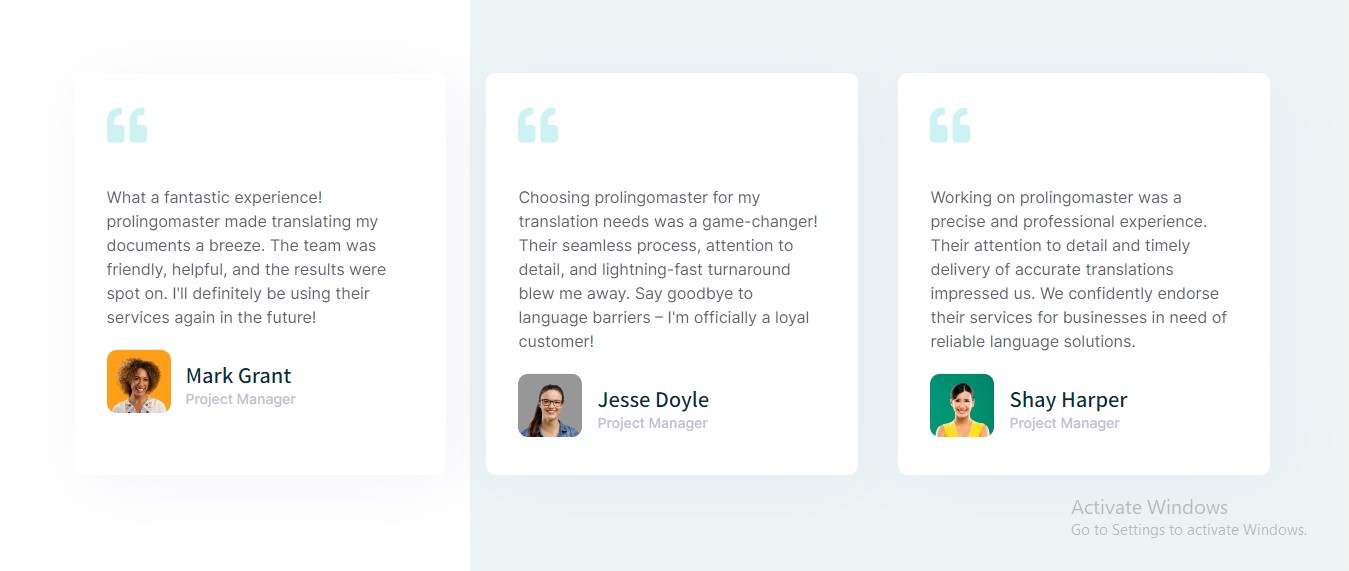 What a fantastic experience!
prolingomaster made translating my
documents a breeze. The team was
friendly, helpful, and the results were
spot on. I'll definitely be using their
services again in the future!
Mark Grant
Project Manager
Choosing prolingomaster for my
translation needs was a game-changer!
Their seamless process, attention to
detail, and lightning-fast turnaround
blew me away. Say goodbye to
language barriers – I'm officially a loyal
customer!
Jesse Doyle
Project Manager
Working on prolingomaster was a
precise and professional experience.
Their attention to detail and timely
delivery of accurate translations
impressed us. We confidently endorse
their services for businesses in need of
reliable language solutions.
Shay Harper
Project Manager
Activate Windows
Go to Settings to activate Windows.